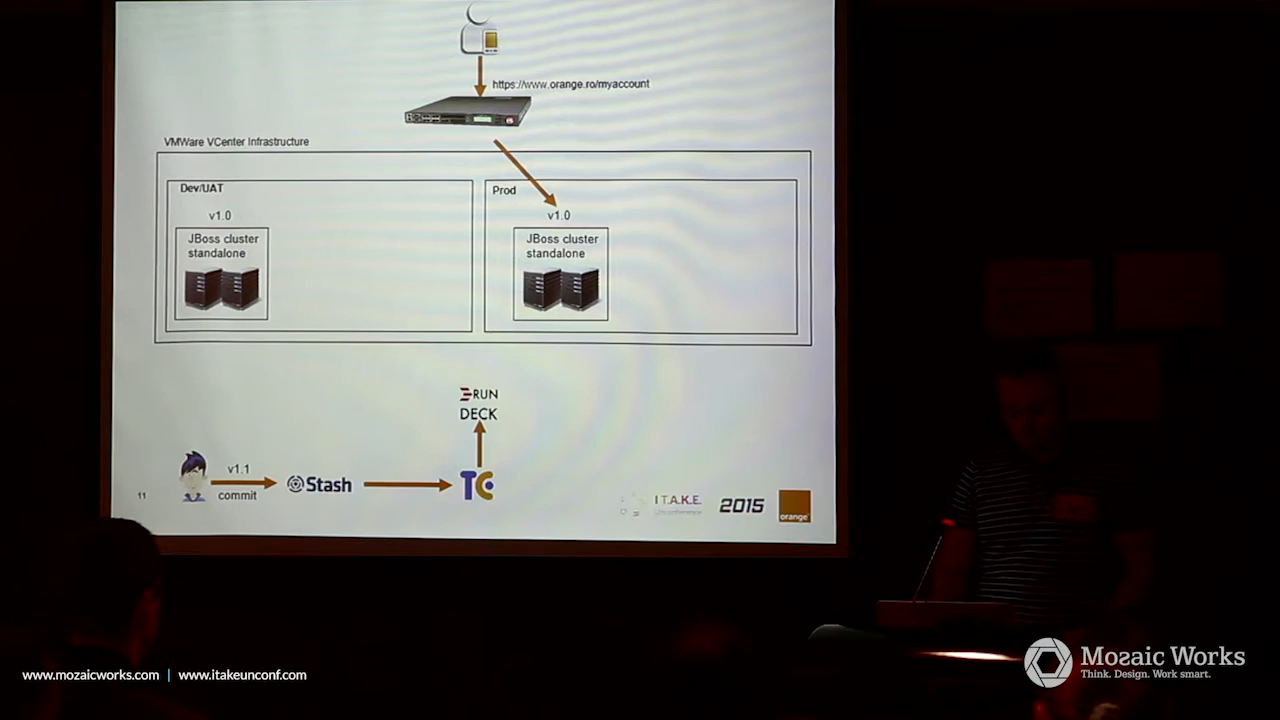 https://www.orange.ro/myaccount
VMWare VCenter Infrastructure
Dev/UAT
v1.0
JBoss cluster
standalone
Prod
v1.0
JBoss cluster
standalone
RUN
DECK
v1.1
commit
Stash
TC
11
I T.A.K.E.
Unconference
2015
orange
www.mozaicworks.com | www.itakeunconf.com
Mozaic Works
Think. Design. Work smart.